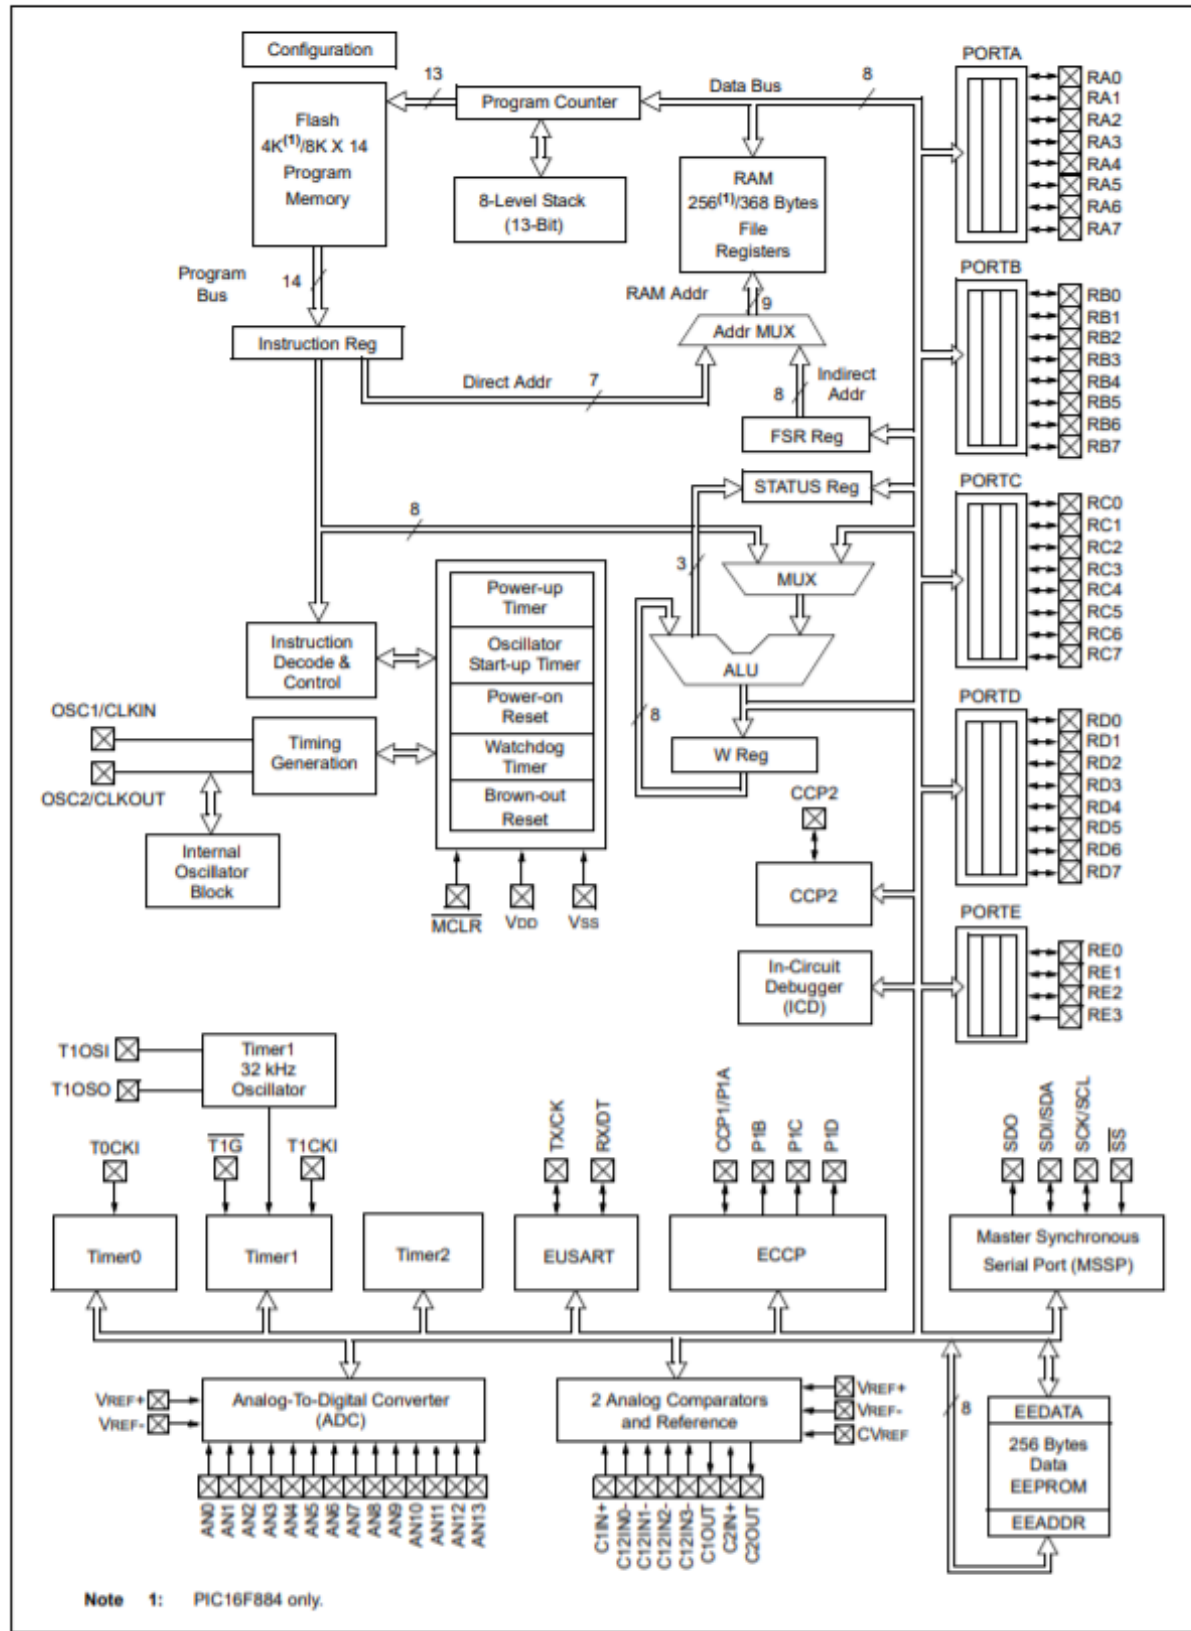 Configuration
13
Program Counter
Data Bus
8
Flash
4K(1)/8K X 14
Program
Memory
8-Level Stack
(13-Bit)
RAM
256(1)/368 Bytes
File
Registers
Program
Bus
14
RAM Addr
9
Addr MUX
Instruction Reg
Direct Addr
7
8
Indirect
Addr
FSR Reg
STATUS Reg
8
3
MUX
ALU
8
W Reg
Instruction
Decode &
Control
Power-up
Timer
Oscillator
Start-up Timer
Power-on
Reset
Watchdog
Timer
Brown-out
Reset
OSC1/CLKIN
OSC2/CLKOUT
Timing
Generation
Internal
Oscillator
Block
MCLR
VDD
VSS
CCP2
CCP2
In-Circuit
Debugger
(ICD)
PORTA
RA0
RA1
RA2
RA3
RA4
RA5
RA6
RA7
PORTB
RB0
RB1
RB2
RB3
RB4
RB5
RB6
RB7
PORTC
RC0
RC1
RC2
RC3
RC4
RC5
RC6
RC7
PORTD
RD0
RD1
RD2
RD3
RD4
RD5
RD6
RD7
PORTE
RE0
RE1
RE2
RE3
T1OSI
T1OSO
Timer1
32 kHz
Oscillator
T0CKI
T1G
T1CKI
TX/CK
RX/DT
CCP1/P1A
P1B
P1C
P1D
SDO
SDI/SDA
SCK/SCL
SS
Timer0
Timer1
Timer2
EUSART
ECCP
Master Synchronous
Serial Port (MSSP)
VREF+
VREF-
Analog-To-Digital Converter
(ADC)
AN0
AN1
AN2
AN3
AN4
AN5
AN6
AN7
AN8
AN9
AN10
AN11
AN12
AN13
2 Analog Comparators
and Reference
VREF+
VREF-
CVREF
C1IN+
C12IN0-
C12IN1-
C12IN2-
C12IN3-
C1OUT
C2IN+
C2OUT
8
EEDATA
256 Bytes
Data
EEPROM
EEADDR
Note 1: PIC16F884 only.